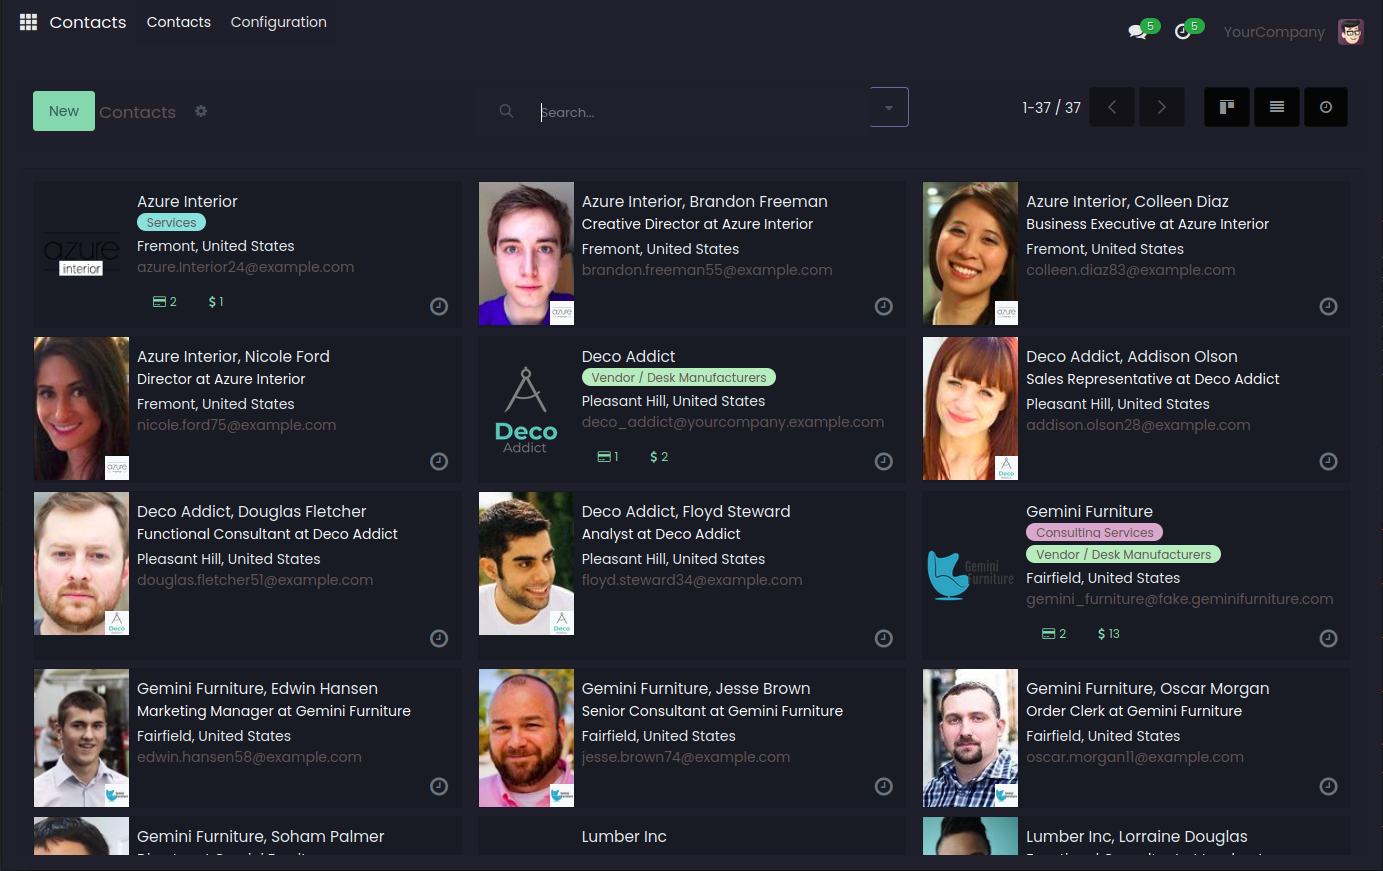 Contacts Contacts Configuration 5 5 YourCompany
New Contacts Search... 1-37 / 37
Azure Interior
Services
Fremont, United States
azure.Interior24@example.com
2 $ 1
azure
interior
Azure Interior, Brandon Freeman
Creative Director at Azure Interior
Fremont, United States
brandon.freeman55@example.com
azure
Azure Interior, Colleen Diaz
Business Executive at Azure Interior
Fremont, United States
colleen.diaz83@example.com
azure
Azure Interior, Nicole Ford
Director at Azure Interior
Fremont, United States
nicole.ford75@example.com
azure
Deco Addict
Vendor / Desk Manufacturers
Pleasant Hill, United States
deco_addict@yourcompany.example.com
1 $ 2
Deco
Addict
Deco Addict, Addison Olson
Sales Representative at Deco Addict
Pleasant Hill, United States
addison.olson28@example.com
Deco
Deco Addict, Douglas Fletcher
Functional Consultant at Deco Addict
Pleasant Hill, United States
douglas.fletcher51@example.com
Deco
Addict
Deco Addict, Floyd Steward
Analyst at Deco Addict
Pleasant Hill, United States
floyd.steward34@example.com
Deco
Addict
Gemini Furniture
Consulting Services
Vendor / Desk Manufacturers
Fairfield, United States
gemini_furniture@fake.geminifurniture.com
2 $ 13
Gemini
Furniture
Gemini Furniture, Edwin Hansen
Marketing Manager at Gemini Furniture
Fairfield, United States
edwin.hansen58@example.com
Gemini Furniture, Jesse Brown
Senior Consultant at Gemini Furniture
Fairfield, United States
jesse.brown74@example.com
Gemini Furniture, Oscar Morgan
Order Clerk at Gemini Furniture
Fairfield, United States
oscar.morgan11@example.com
Gemini Furniture, Soham Palmer
Lumber Inc
Lumber Inc, Lorraine Douglas